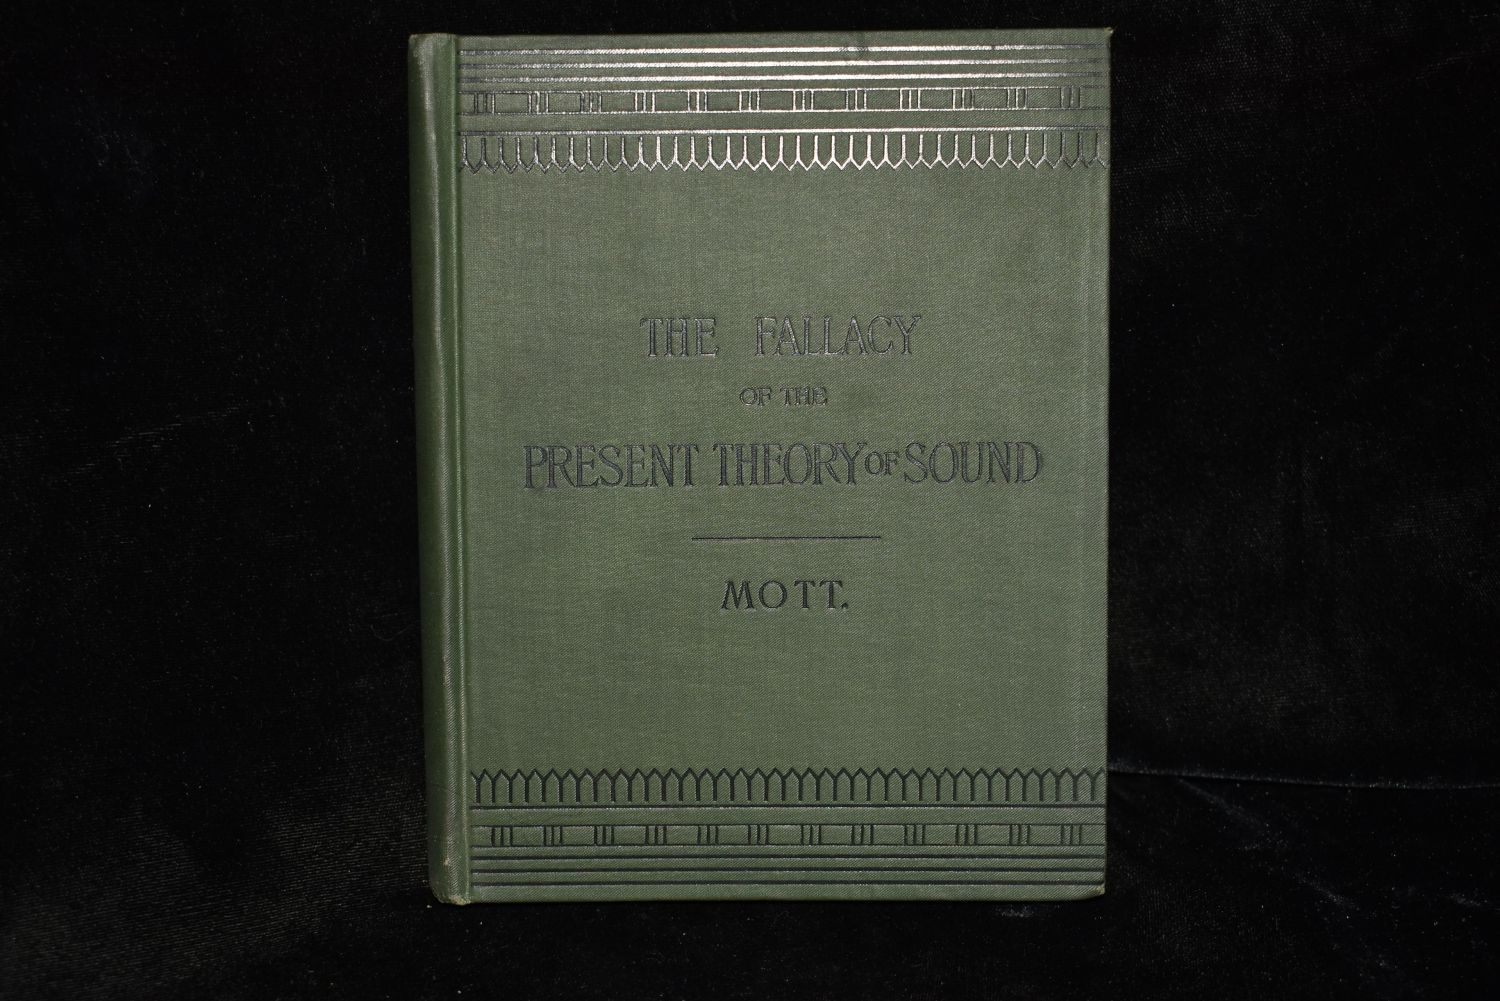 THE FALLACY
OF THE
PRESENT THEORY OF SOUND
MOTT.